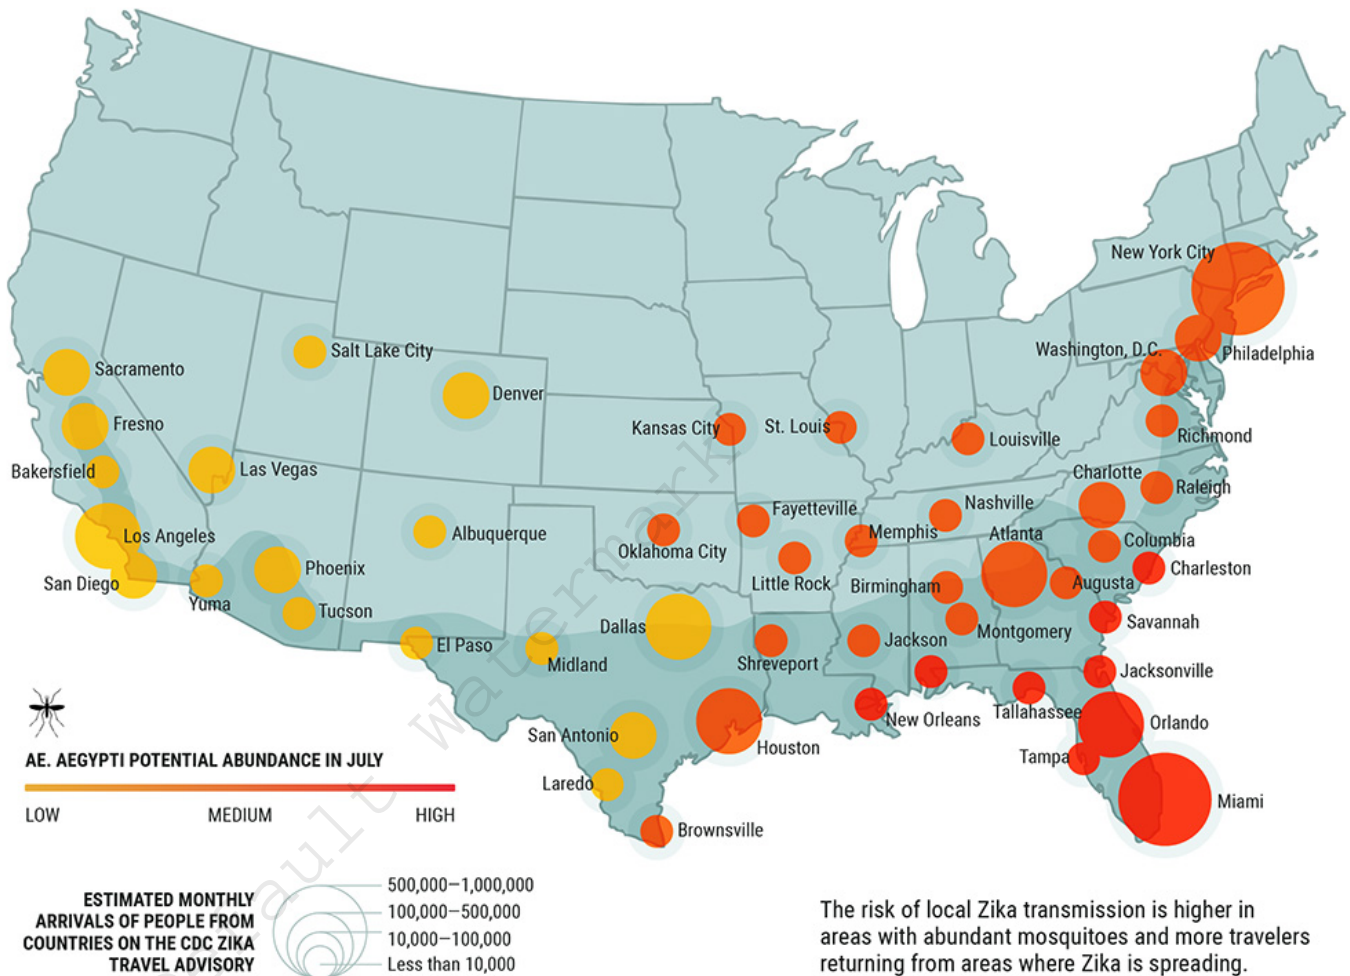 New York City
Washington, D.C.
Philadelphia
Salt Lake City
Sacramento
Denver
Fresno
Kansas City
St. Louis
Louisville
Richmond
Bakersfield
Las Vegas
Charlotte
Raleigh
Fayetteville
Nashville
Los Angeles
Albuquerque
Oklahoma City
Memphis
Atlanta
Columbia
Phoenix
Charleston
San Diego
Little Rock
Birmingham
Augusta
Yuma
Tucson
Dallas
Savannah
El Paso
Jackson
Montgomery
Midland
Shreveport
Jacksonville
New Orleans
Tallahassee
Orlando
San Antonio
Houston
Tampa
Laredo
Miami
Brownsville
AE. AEGYPTI POTENTIAL ABUNDANCE IN JULY
LOW MEDIUM HIGH
ESTIMATED MONTHLY
ARRIVALS OF PEOPLE FROM
COUNTRIES ON THE CDC ZIKA
TRAVEL ADVISORY
500,000–1,000,000
100,000–500,000
10,000–100,000
Less than 10,000
The risk of local Zika transmission is higher in
areas with abundant mosquitoes and more travelers
returning from areas where Zika is spreading.
Watermark